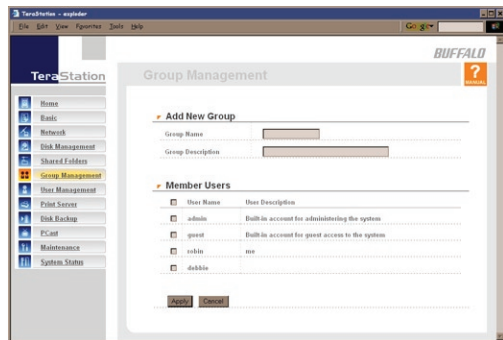 TeraStation - exploder
File Edit View Favorites Tools Help
Google
BUFFALO
TeraStation
Group Management
?
MANUAL
Home
Basic
Network
Disk Management
Shared Folders
Group Management
User Management
Print Server
Disk Backup
PCast
Maintenance
System Status
Add New Group
Group Name
Group Description
Member Users
User Name User Description
admin Built-in account for administering the system
guest Built-in account for guest access to the system
robin me
debbie
Apply Cancel